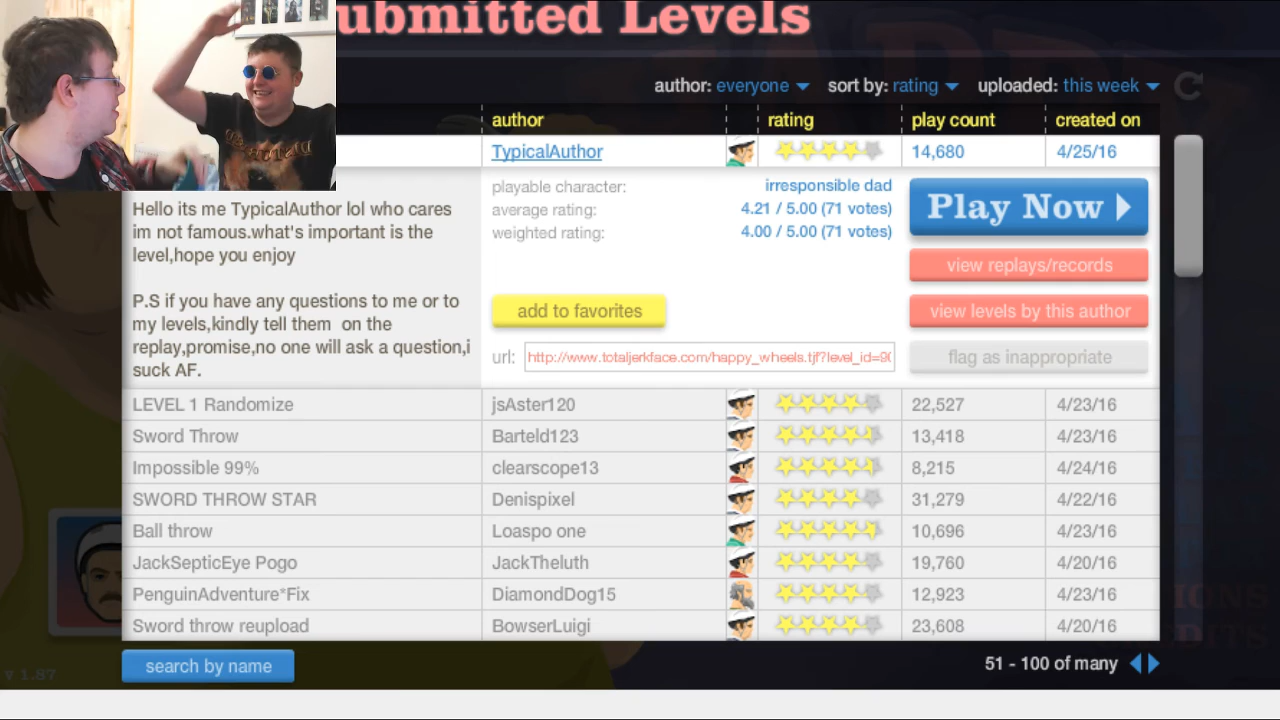 ubmitted Levels
author: everyone sort by: rating uploaded: this week
author rating play count created on
TypicalAuthor 14,680 4/25/16
Hello its me TypicalAuthor lol who cares
im not famous.what's important is the
level,hope you enjoy
P.S if you have any questions to me or to
my levels,kindly tell them on the
replay,promise,no one will ask a question,i
suck AF.
playable character: irresponsible dad
average rating: 4.21 / 5.00 (71 votes)
weighted rating: 4.00 / 5.00 (71 votes)
add to favorites
url: http://www.totaljerkface.com/happy_wheels.tjf?level_id=9
Play Now
view replays/records
view levels by this author
flag as inappropriate
LEVEL 1 Randomize jsAster120 22,527 4/23/16
Sword Throw Barteld123 13,418 4/23/16
Impossible 99% clearscope13 8,215 4/24/16
SWORD THROW STAR Denispixel 31,279 4/22/16
Ball throw Loaspo one 10,696 4/23/16
JackSepticEye Pogo JackTheluth 19,760 4/20/16
PenguinAdventure*Fix DiamondDog15 12,923 4/23/16
Sword throw reupload BowserLuigi 23,608 4/20/16
search by name
51 - 100 of many
v 1.87